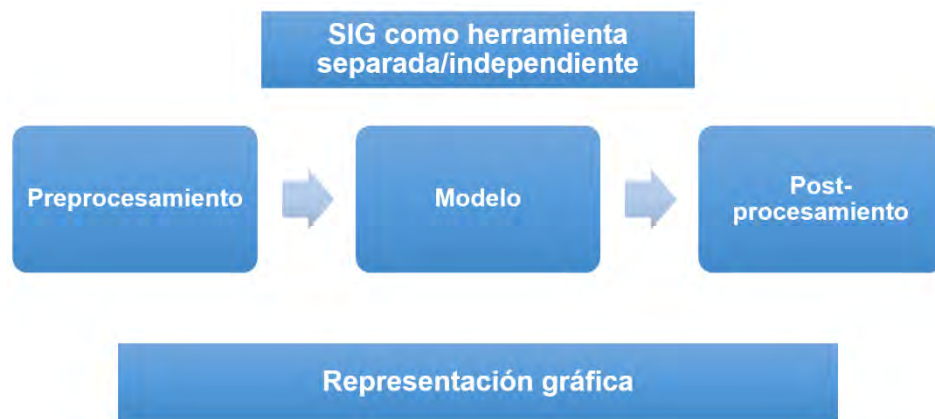 SIG como herramienta
separada/independiente
Preprocesamiento
Modelo
Post-
procesamiento
Representación gráfica